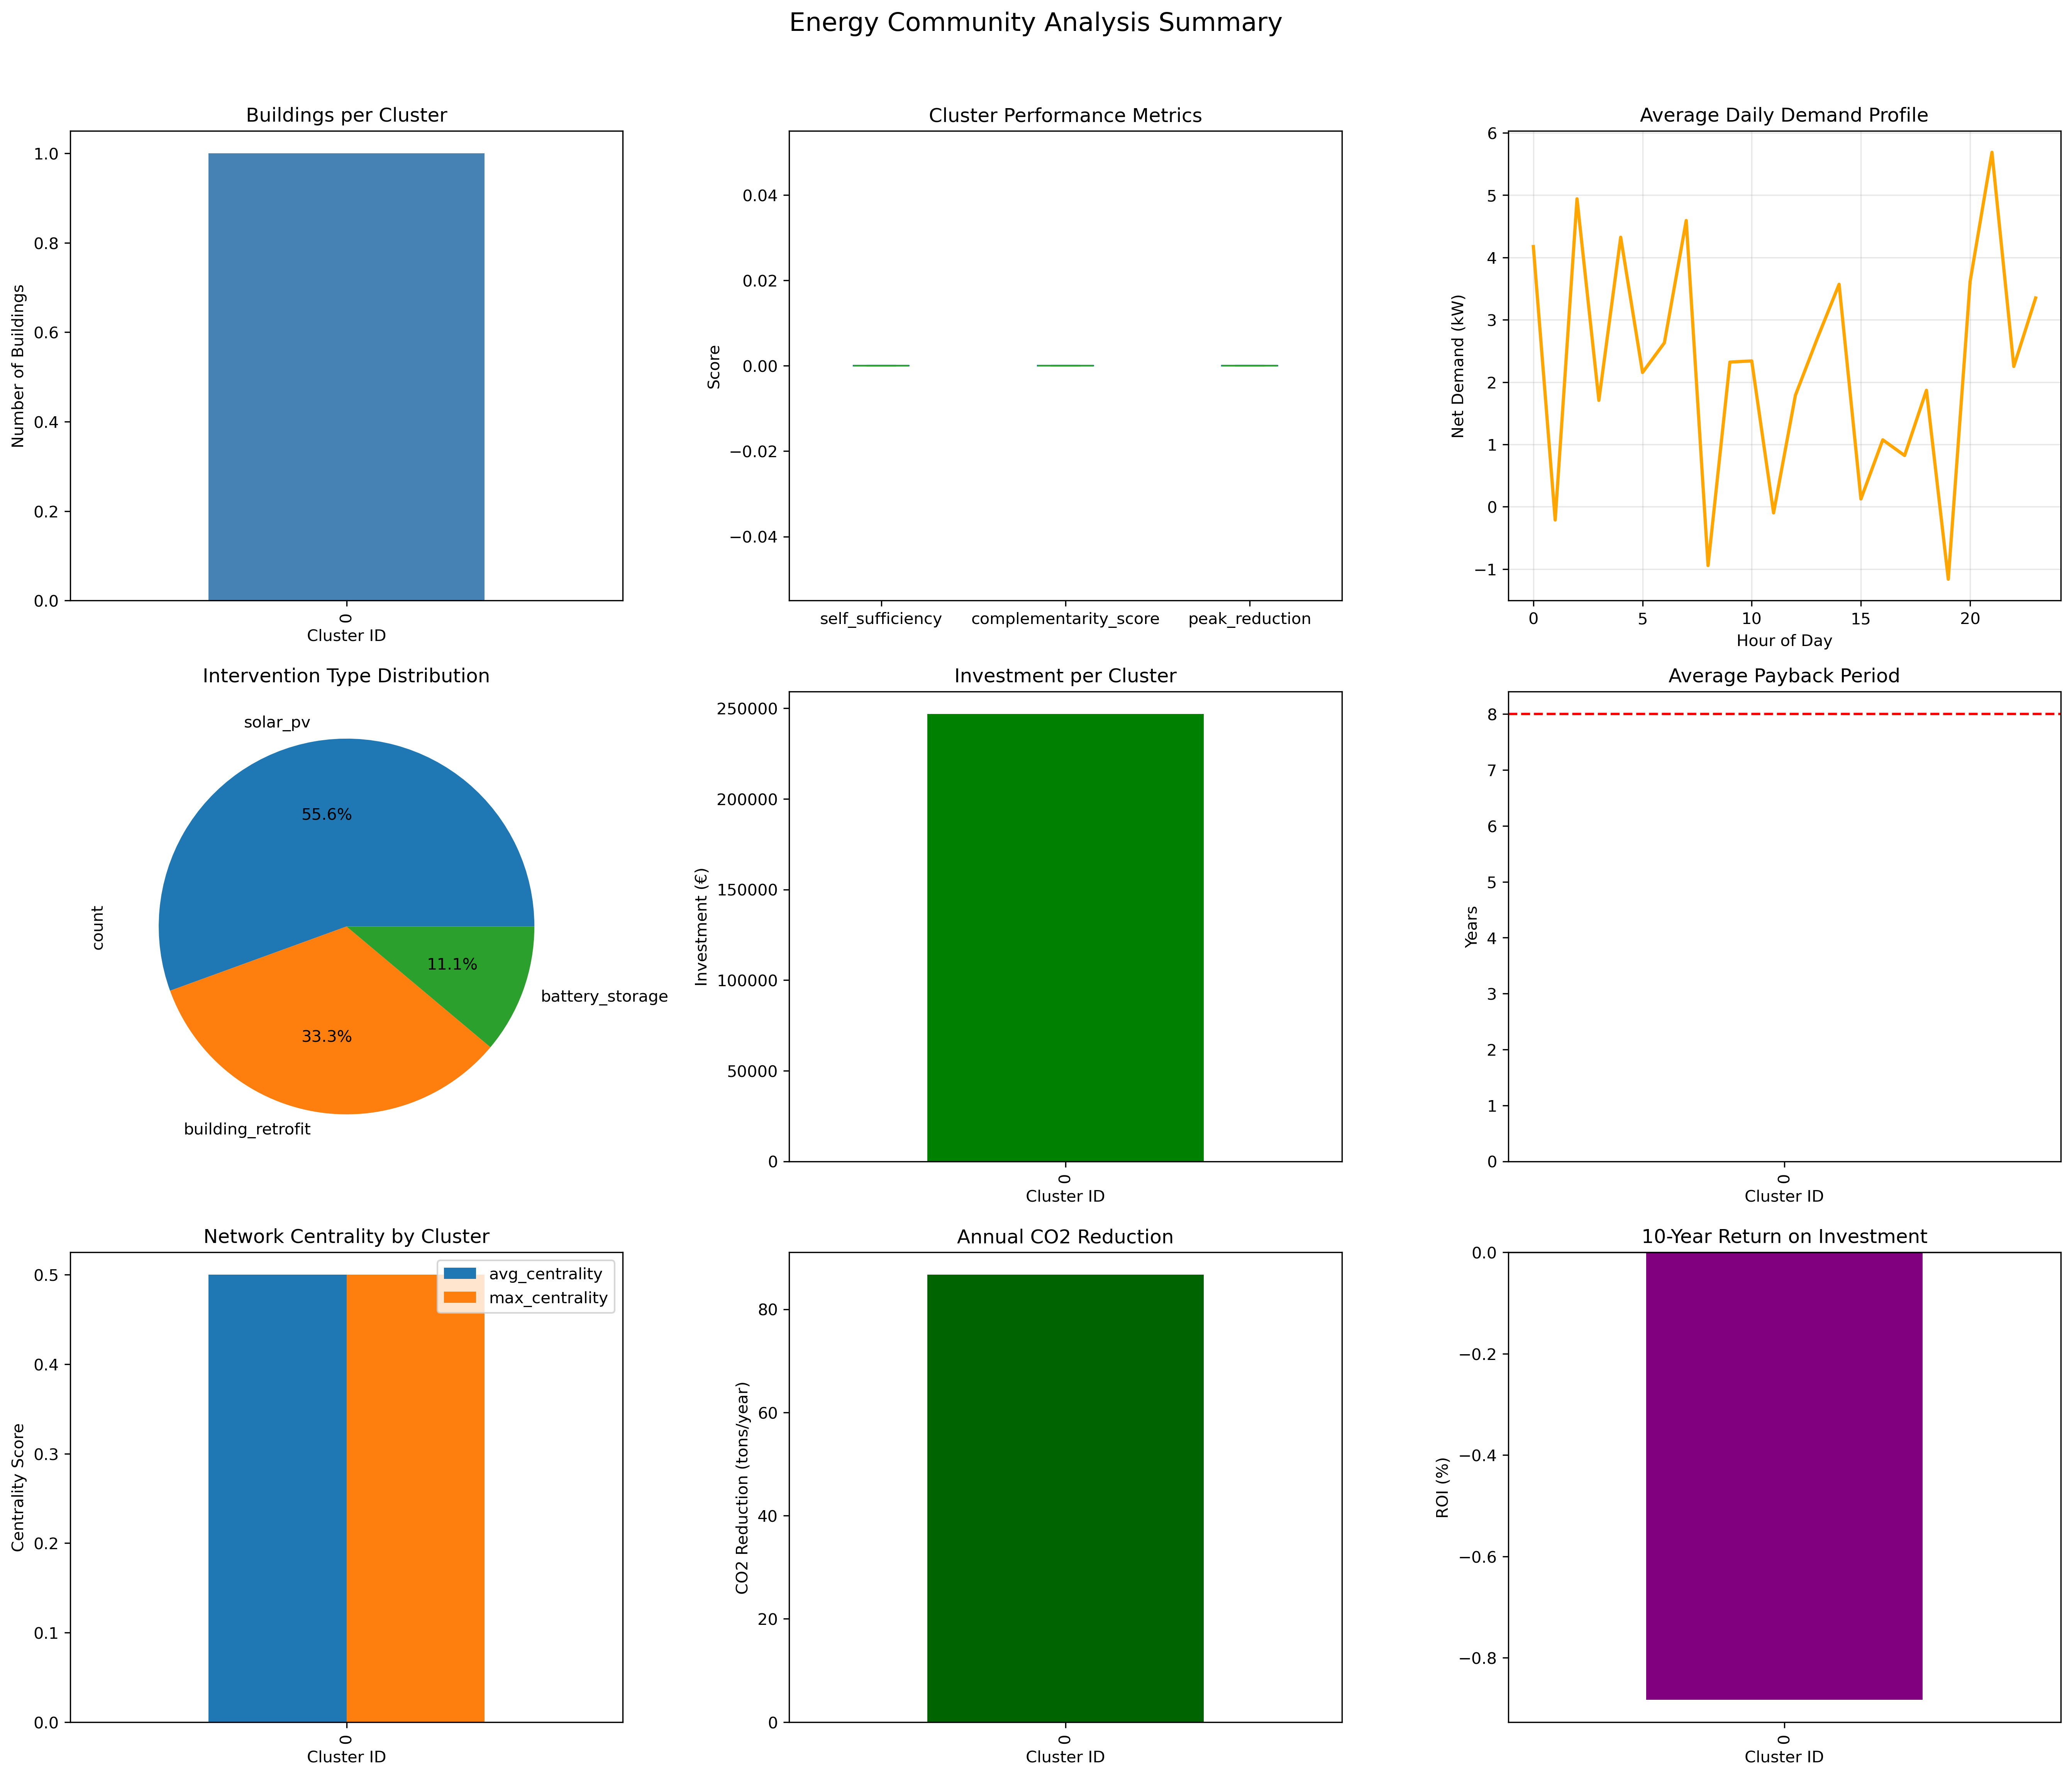 Energy Community Analysis Summary
Buildings per Cluster
Number of Buildings
1.0
0.8
0.6
0.4
0.2
0.0
0
Cluster ID
Cluster Performance Metrics
Score
0.04
0.02
0.00
−0.02
−0.04
self_sufficiency complementarity_score peak_reduction
Average Daily Demand Profile
Net Demand (kW)
6
5
4
3
2
1
0
−1
0 5 10 15 20
Hour of Day
Intervention Type Distribution
count
solar_pv
55.6%
11.1%
battery_storage
33.3%
building_retrofit
Investment per Cluster
Investment (€)
250000
200000
150000
100000
50000
0
0
Cluster ID
Average Payback Period
Years
8
7
6
5
4
3
2
1
0
0
Cluster ID
Network Centrality by Cluster
Centrality Score
avg_centrality
max_centrality
0.5
0.4
0.3
0.2
0.1
0.0
0
Cluster ID
Annual CO2 Reduction
CO2 Reduction (tons/year)
80
60
40
20
0
0
Cluster ID
10-Year Return on Investment
ROI (%)
0.0
−0.2
−0.4
−0.6
−0.8
0
Cluster ID